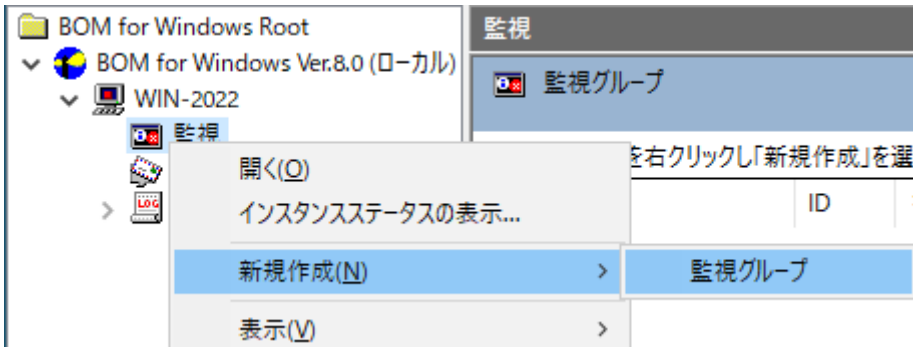 BOM for Windows Root
監視
BOM for Windows Ver.8.0 (ローカル)
監視グループ
WIN-2022
監視
を右クリックし「新規作成」を選
開く(O)
ID
LOG
インスタンスステータスの表示...
新規作成(N)
監視グループ
表示(V)